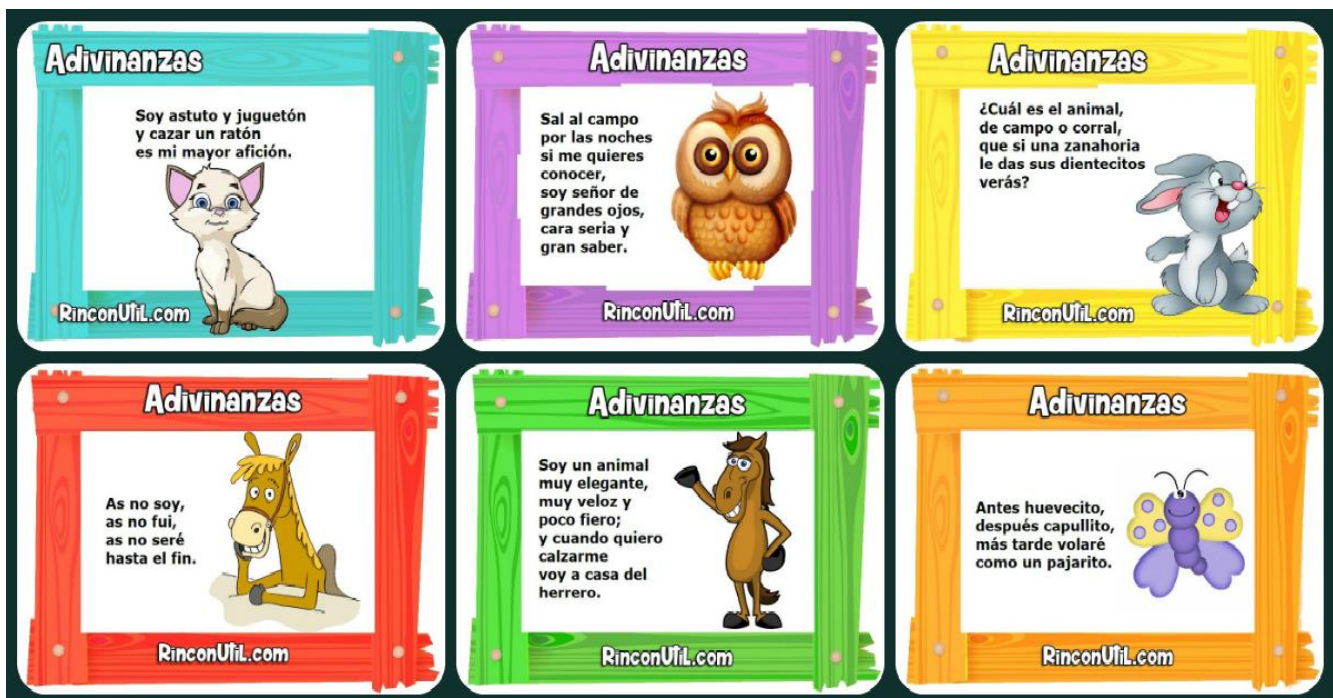 Adivinanzas
Soy astuto y juguetón
y cazar un ratón
es mi mayor afición.
RinconUtiL.com
Adivinanzas
Sal al campo
por las noches
si me quieres
conocer,
soy señor de
grandes ojos,
cara seria y
gran saber.
RinconUtiL.com
Adivinanzas
¿Cuál es el animal,
de campo o corral,
que si una zanahoria
le das sus dientecitos
verás?
RinconUtiL.com
Adivinanzas
As no soy,
as no fui,
as no seré
hasta el fin.
RinconUtiL.com
Adivinanzas
Soy un animal
muy elegante,
muy veloz y
poco fiero;
y cuando quiero
calzarme
voy a casa del
herrero.
RinconUtiL.com
Adivinanzas
Antes huevecito,
después capullito,
más tarde volaré
como un pajarito.
RinconUtiL.com